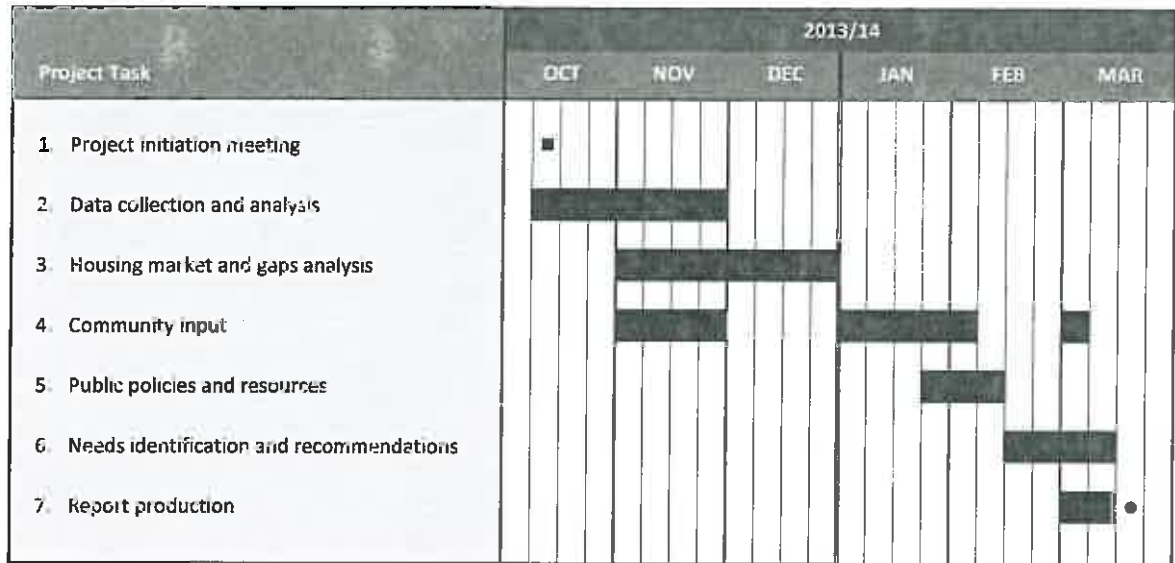 2013/14
Project Task OCT NOV DEC JAN FEB MAR
1. Project initiation meeting
2. Data collection and analysis
3. Housing market and gaps analysis
4. Community input
5. Public policies and resources
6. Needs identification and recommendations
7. Report production